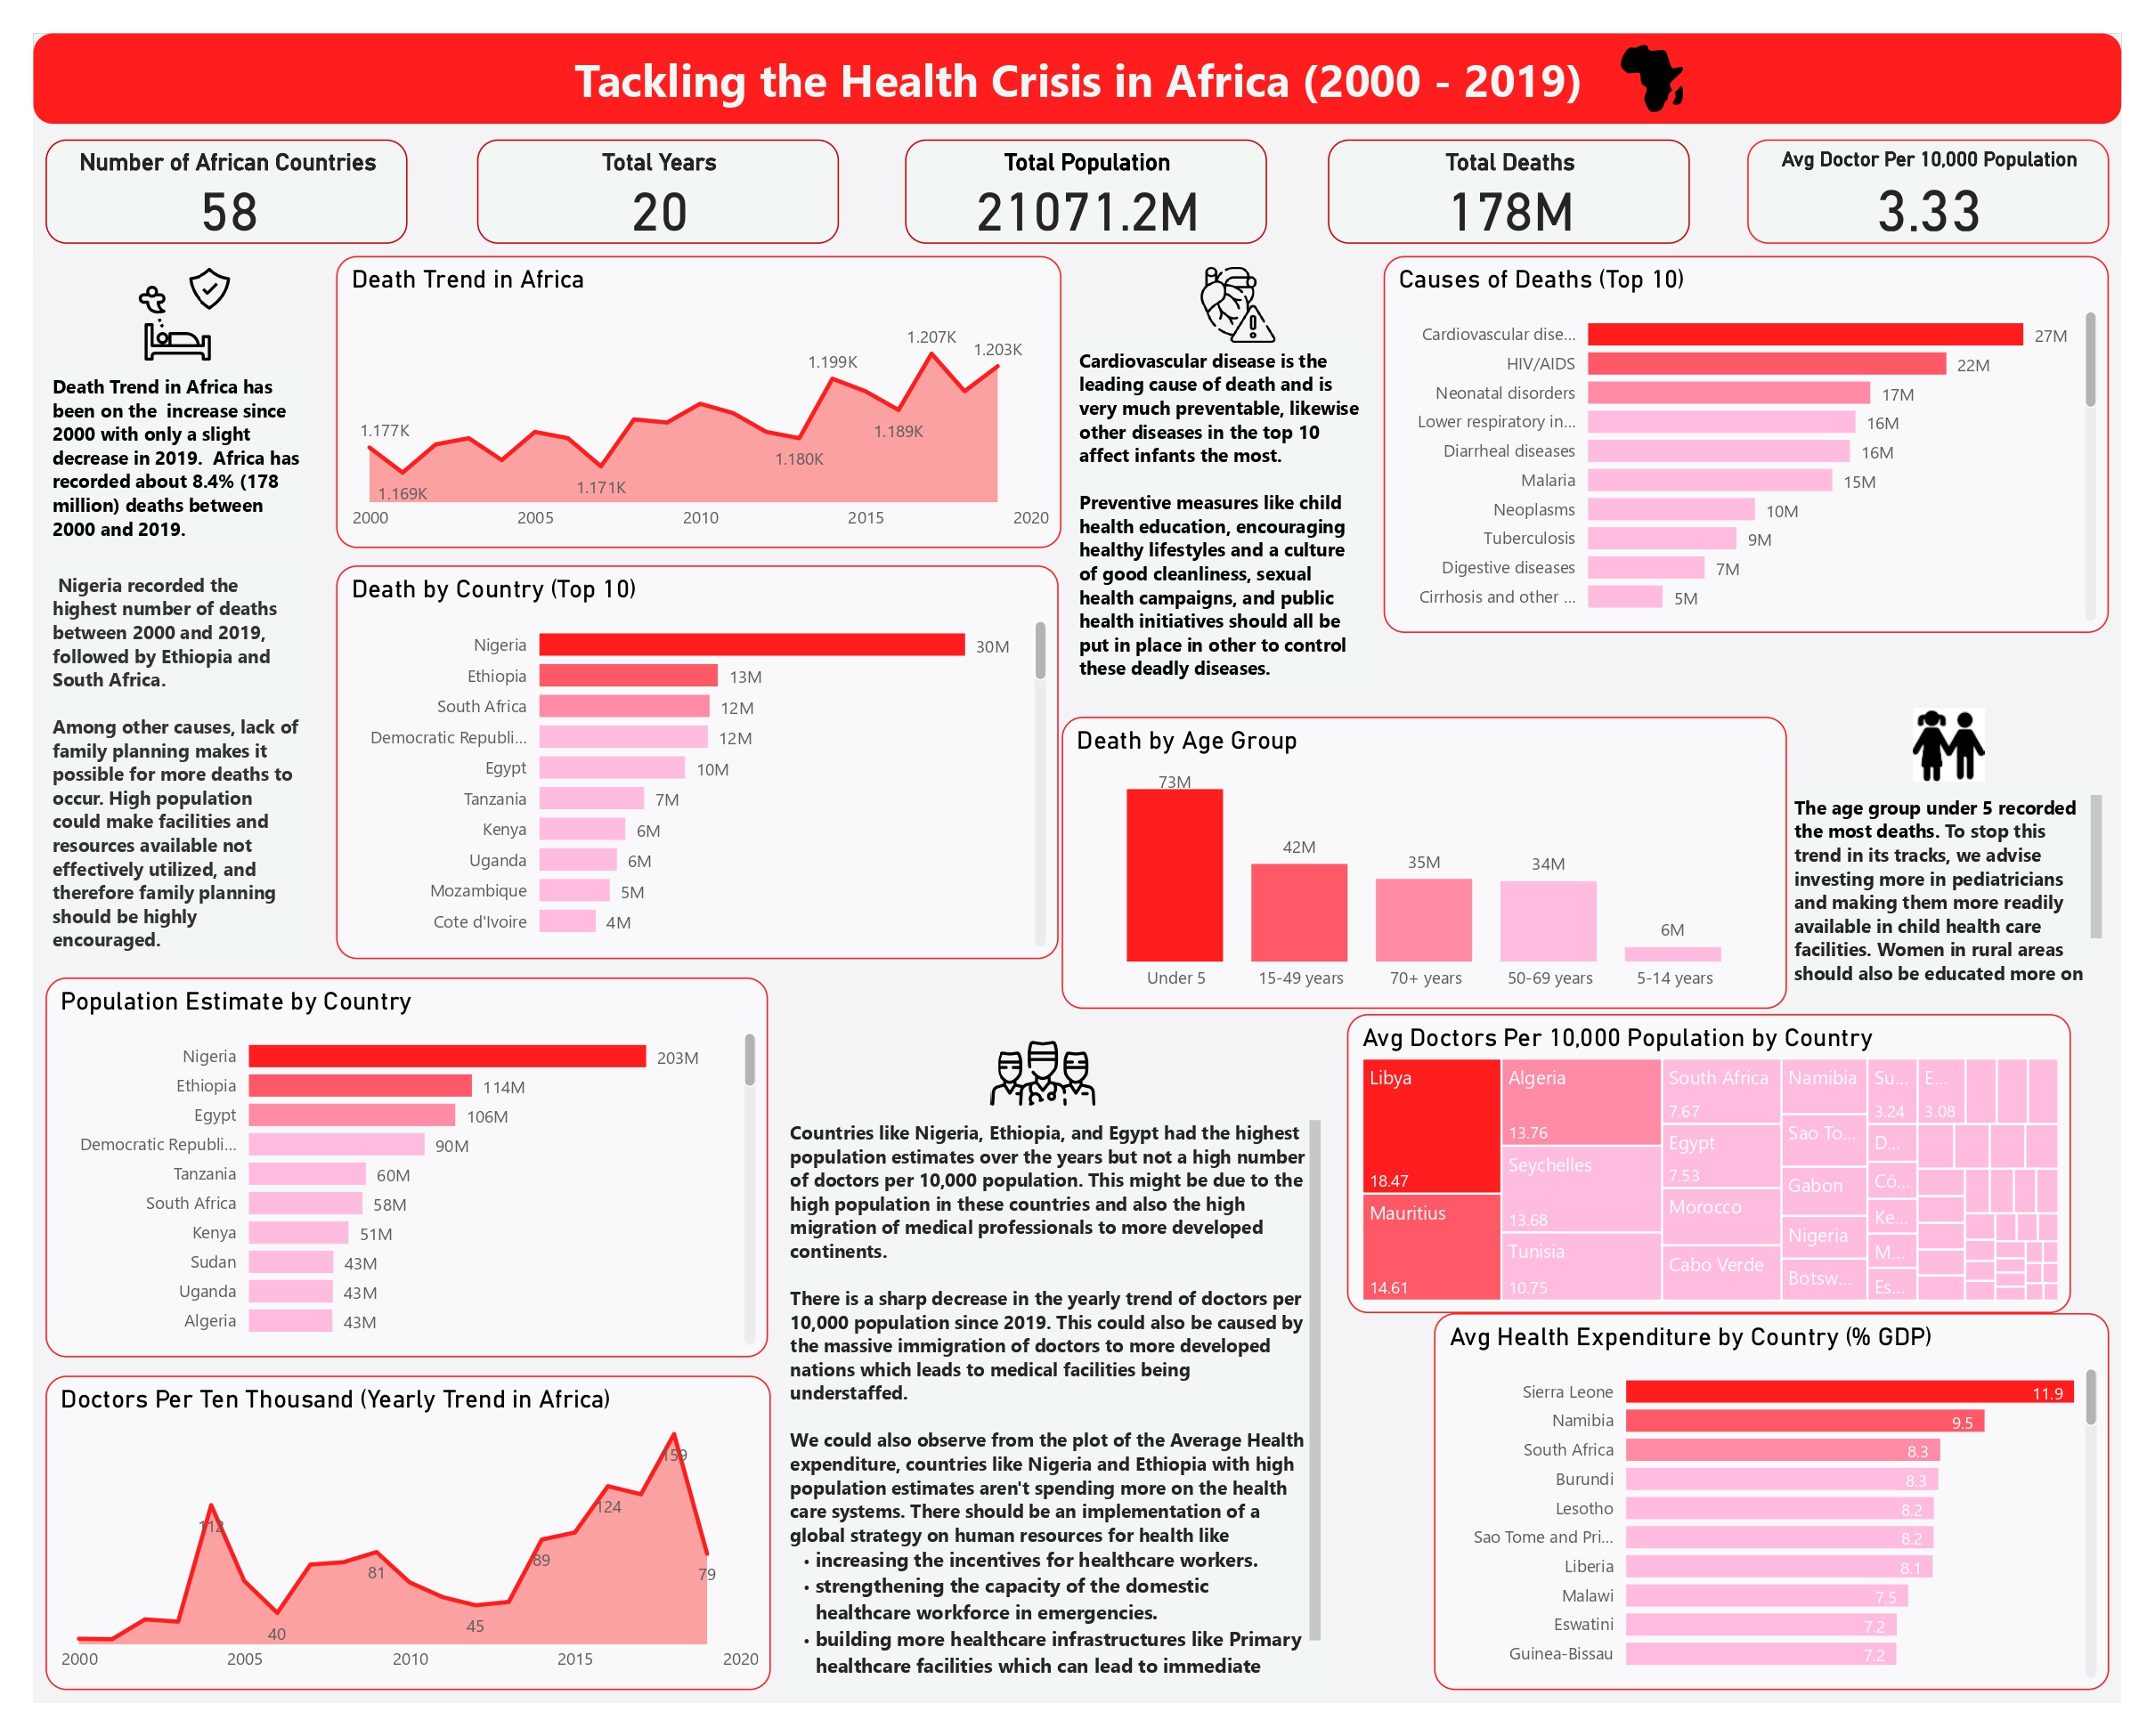 Tackling the Health Crisis in Africa (2000 - 2019)
Number of African Countries
58
Total Years
20
Total Population
21071.2M
Total Deaths
178M
Avg Doctor Per 10,000 Population
3.33
Death Trend in Africa has
been on the  increase since
2000 with only a slight
decrease in 2019.  Africa has
recorded about 8.4% (178
million) deaths between
2000 and 2019.
Death Trend in Africa
1.177K
1.169K
1.171K
1.180K
1.199K
1.189K
1.207K
1.203K
2000 2005 2010 2015 2020
Cardiovascular disease is the
leading cause of death and is
very much preventable, likewise
other diseases in the top 10
affect infants the most.
Preventive measures like child
health education, encouraging
healthy lifestyles and a culture
of good cleanliness, sexual
health campaigns, and public
health initiatives should all be
put in place in other to control
these deadly diseases.
Causes of Deaths (Top 10)
Cardiovascular dise... 27M
HIV/AIDS 22M
Neonatal disorders 17M
Lower respiratory in... 16M
Diarrheal diseases 16M
Malaria 15M
Neoplasms 10M
Tuberculosis 9M
Digestive diseases 7M
Cirrhosis and other ... 5M
Nigeria recorded the
highest number of deaths
between 2000 and 2019,
followed by Ethiopia and
South Africa.
Among other causes, lack of
family planning makes it
possible for more deaths to
occur. High population
could make facilities and
resources available not
effectively utilized, and
therefore family planning
should be highly
encouraged.
Death by Country (Top 10)
Nigeria 30M
Ethiopia 13M
South Africa 12M
Democratic Republi... 12M
Egypt 10M
Tanzania 7M
Kenya 6M
Uganda 6M
Mozambique 5M
Cote d'Ivoire 4M
Death by Age Group
73M 42M 35M 34M 6M
Under 5 15-49 years 70+ years 50-69 years 5-14 years
The age group under 5 recorded
the most deaths. To stop this
trend in its tracks, we advise
investing more in pediatricians
and making them more readily
available in child health care
facilities. Women in rural areas
should also be educated more on
Population Estimate by Country
Nigeria 203M
Ethiopia 114M
Egypt 106M
Democratic Republi... 90M
Tanzania 60M
South Africa 58M
Kenya 51M
Sudan 43M
Uganda 43M
Algeria 43M
Countries like Nigeria, Ethiopia, and Egypt had the highest
population estimates over the years but not a high number
of doctors per 10,000 population. This might be due to the
high population in these countries and also the high
migration of medical professionals to more developed
continents.
There is a sharp decrease in the yearly trend of doctors per
10,000 population since 2019. This could also be caused by
the massive immigration of doctors to more developed
nations which leads to medical facilities being
understaffed.
We could also observe from the plot of the Average Health
expenditure, countries like Nigeria and Ethiopia with high
population estimates aren't spending more on the health
care systems. There should be an implementation of a
global strategy on human resources for health like
• increasing the incentives for healthcare workers.
• strengthening the capacity of the domestic
healthcare workforce in emergencies.
• building more healthcare infrastructures like Primary
healthcare facilities which can lead to immediate
Avg Doctors Per 10,000 Population by Country
Libya
18.47
Mauritius
14.61
Algeria
13.76
Seychelles
13.68
Tunisia
10.75
South Africa
7.67
Egypt
7.53
Morocco
Cabo Verde
Namibia
Sao To...
Gabon
Nigeria
Botsw...
Su...
3.24
D...
Cô...
Ke...
M...
Es...
E...
3.08
Doctors Per Ten Thousand (Yearly Trend in Africa)
112
40
81
45
89
124
159
79
2000 2005 2010 2015 2020
Avg Health Expenditure by Country (% GDP)
Sierra Leone 11.9
Namibia 9.5
South Africa 8.3
Burundi 8.3
Lesotho 8.2
Sao Tome and Pri... 8.2
Liberia 8.1
Malawi 7.5
Eswatini 7.2
Guinea-Bissau 7.2